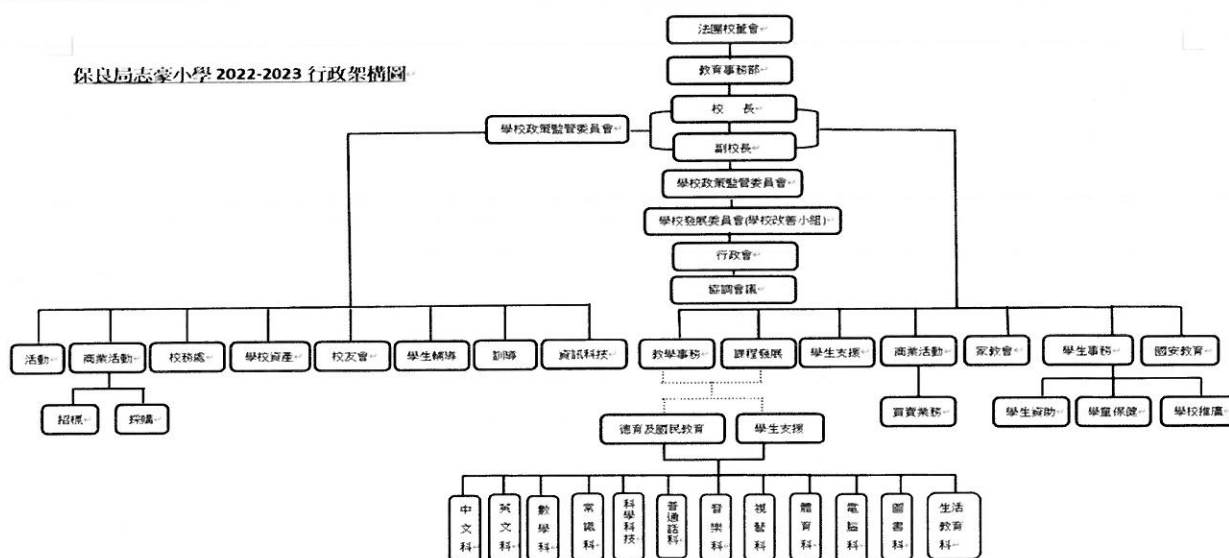 法團校董會
保良局志豪小學 2022-2023 行政架構圖
教育事務部
校 長
學校政策監管委員會
副校長
學校政策監管委員會
學校發展委員會(學校改善小組)
行政會
協調會議
活動
商業活動
校務處
學校資產
校友會
學生輔導
訓導
資訊科技
教學事務
課程發展
學生支援
商業活動
家教會
學生事務
國安教育
招標
採購
買賣業務
學生資助
學童保健
學校推廣
德育及國民教育
學生支援
中文科
英文科
數學科
常識科
科學科技
普通話科
音樂科
視藝科
體育科
電腦科
圖書科
生活教育科